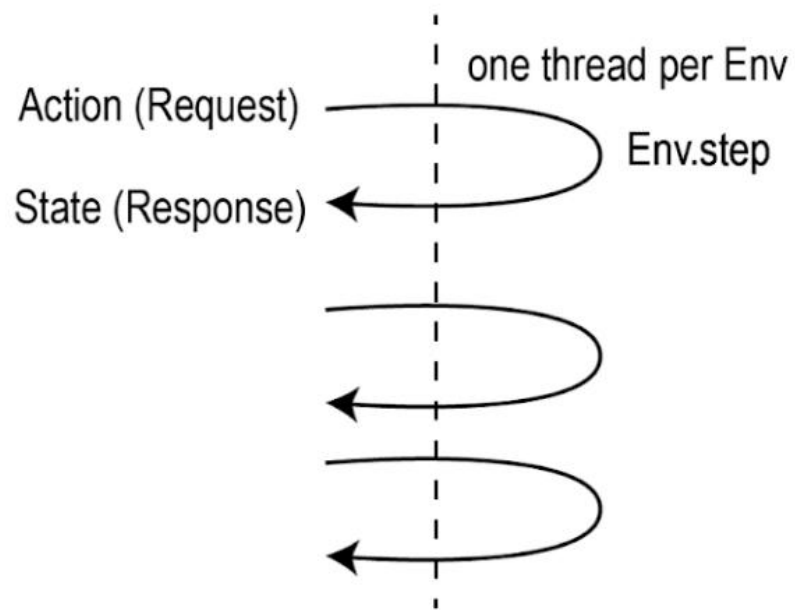 one thread per Env
Action (Request)
Env.step
State (Response)